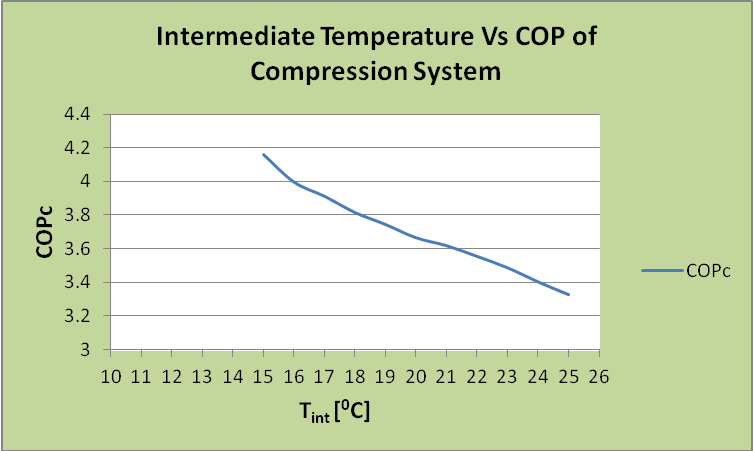 Intermediate Temperature Vs COP of
Compression System
4.4
4.2
4
3.8
3.6
3.4
3.2
3
COPc
COPc
10 11 12 13 14 15 16 17 18 19 20 21 22 23 24 25 26
Tint [⁰C]